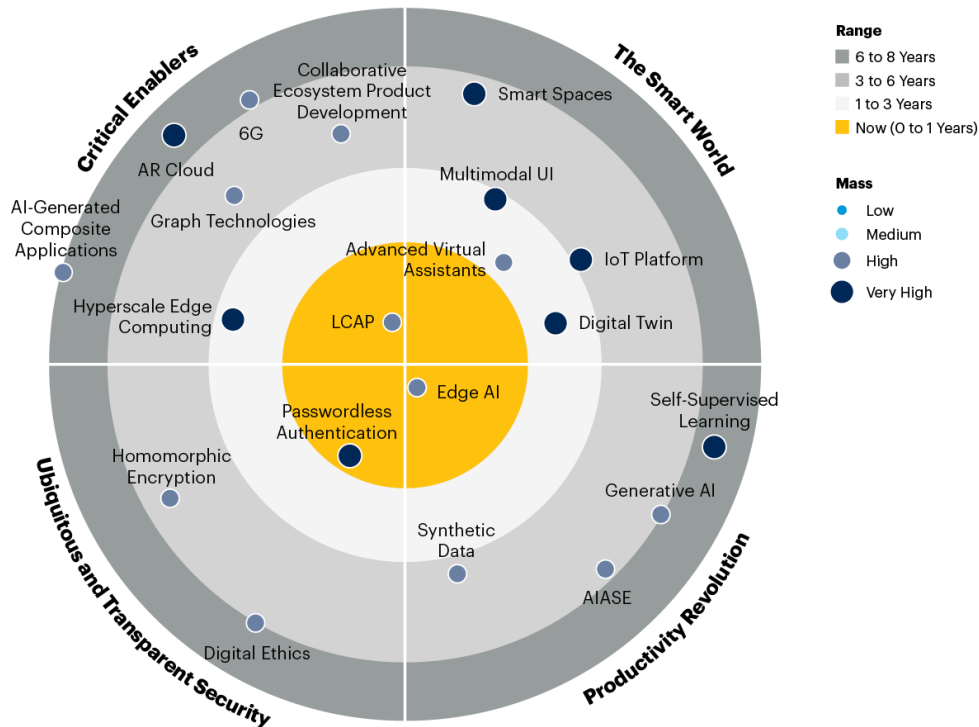 Critical Enablers
The Smart World
Ubiquitous and Transparent Security
Productivity Revolution
Collaborative
Ecosystem Product
Development
6G
AR Cloud
Graph Technologies
AI-Generated
Composite
Applications
Hyperscale Edge
Computing
LCAP
Smart Spaces
Multimodal UI
Advanced Virtual
Assistants
IoT Platform
Digital Twin
Passwordless
Authentication
Homomorphic
Encryption
Digital Ethics
Edge AI
Self-Supervised
Learning
Generative AI
Synthetic
Data
AIASE
Range
6 to 8 Years
3 to 6 Years
1 to 3 Years
Now (0 to 1 Years)
Mass
Low
Medium
High
Very High